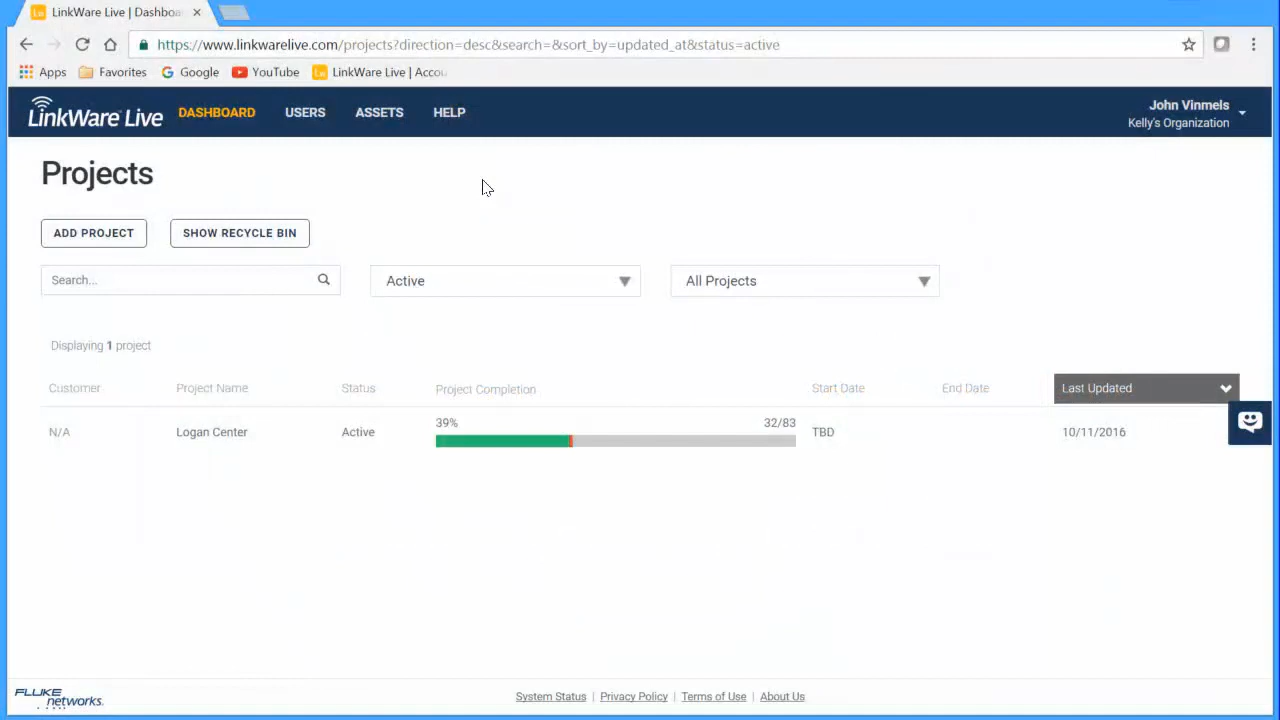 LinkWare Live | Dashboa
https://www.linkwarelive.com/projects?direction=desc&search=&sort_by=updated_at&status=active
Apps Favorites Google YouTube LinkWare Live | Accou
LinkWare Live DASHBOARD USERS ASSETS HELP
John Vinmels
Kelly's Organization
Projects
ADD PROJECT SHOW RECYCLE BIN
Search... Active All Projects
Displaying 1 project
Customer Project Name Status Project Completion Start Date End Date Last Updated
39% 32/83
N/A Logan Center Active TBD 10/11/2016
FLUKE networks.
System Status | Privacy Policy | Terms of Use | About Us